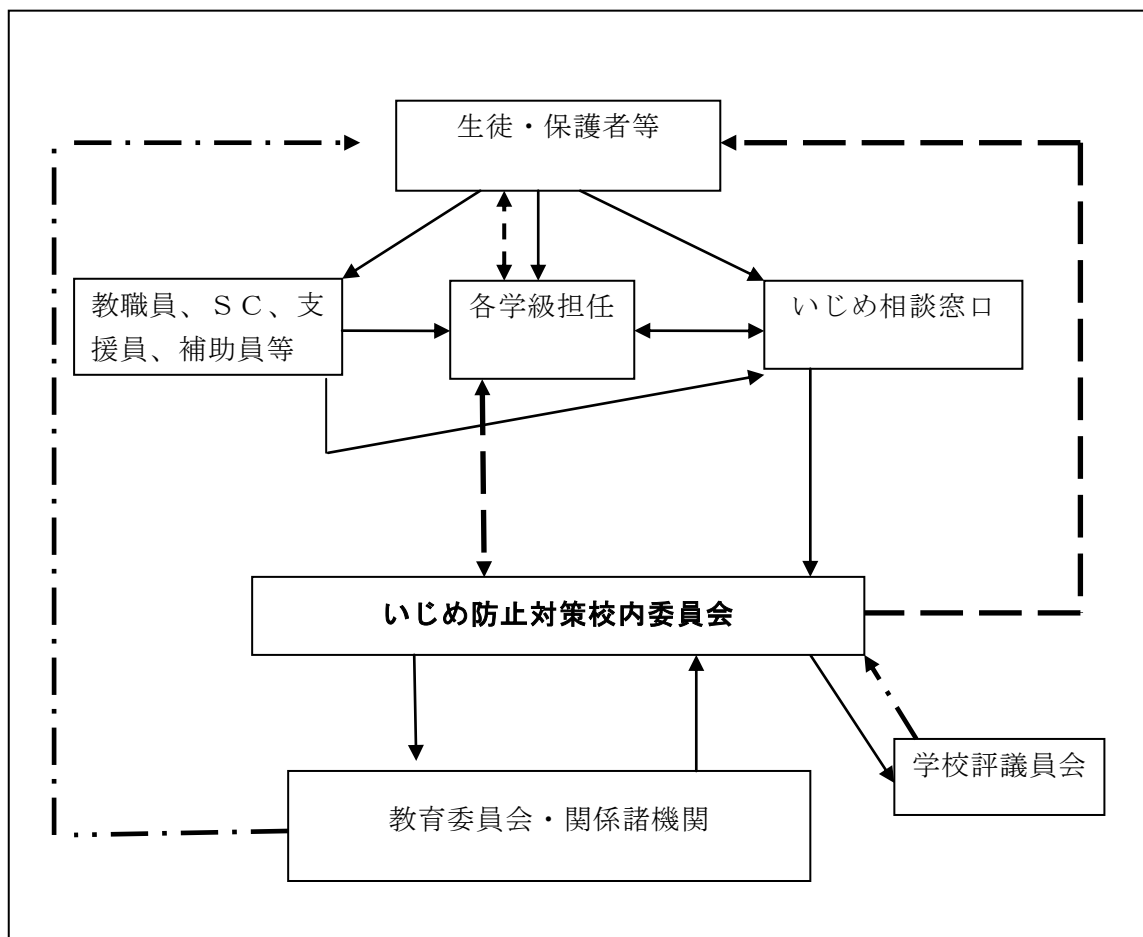 生徒・保護者等
教職員、ＳＣ、支
援員、補助員等
各学級担任
いじめ相談窓口
いじめ防止対策校内委員会
学校評議員会
教育委員会・関係諸機関